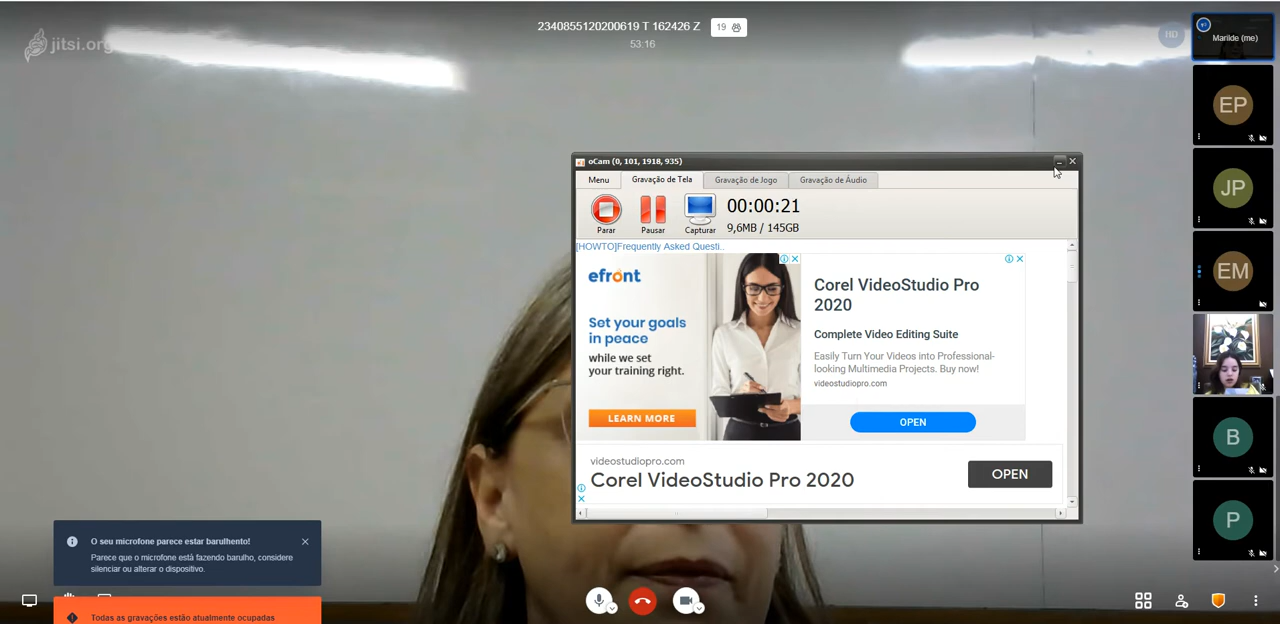 jitsi.org
2340855120200619 T 162426 Z
19
53:16
HD
Marilde (me)
EP
JP
EM
B
P
oCam (0, 101, 1918, 935)
Menu
Gravação de Tela
Gravação de Jogo
Gravação de Áudio
00:00:21
9,6MB / 145GB
Parar
Pausar
Capturar
[HOWTO]Frequently Asked Questi..
efront
Set your goals
in peace
while we set
your training right.
LEARN MORE
Corel VideoStudio Pro
2020
Complete Video Editing Suite
Easily Turn Your Videos into Professional-
looking Multimedia Projects. Buy now!
videostudiopro.com
OPEN
videostudiopro.com
Corel VideoStudio Pro 2020
OPEN
O seu microfone parece estar barulhento!
Parece que o microfone está fazendo barulho, considere
silenciar ou alterar o dispositivo.
Todas as gravações estão atualmente ocupadas